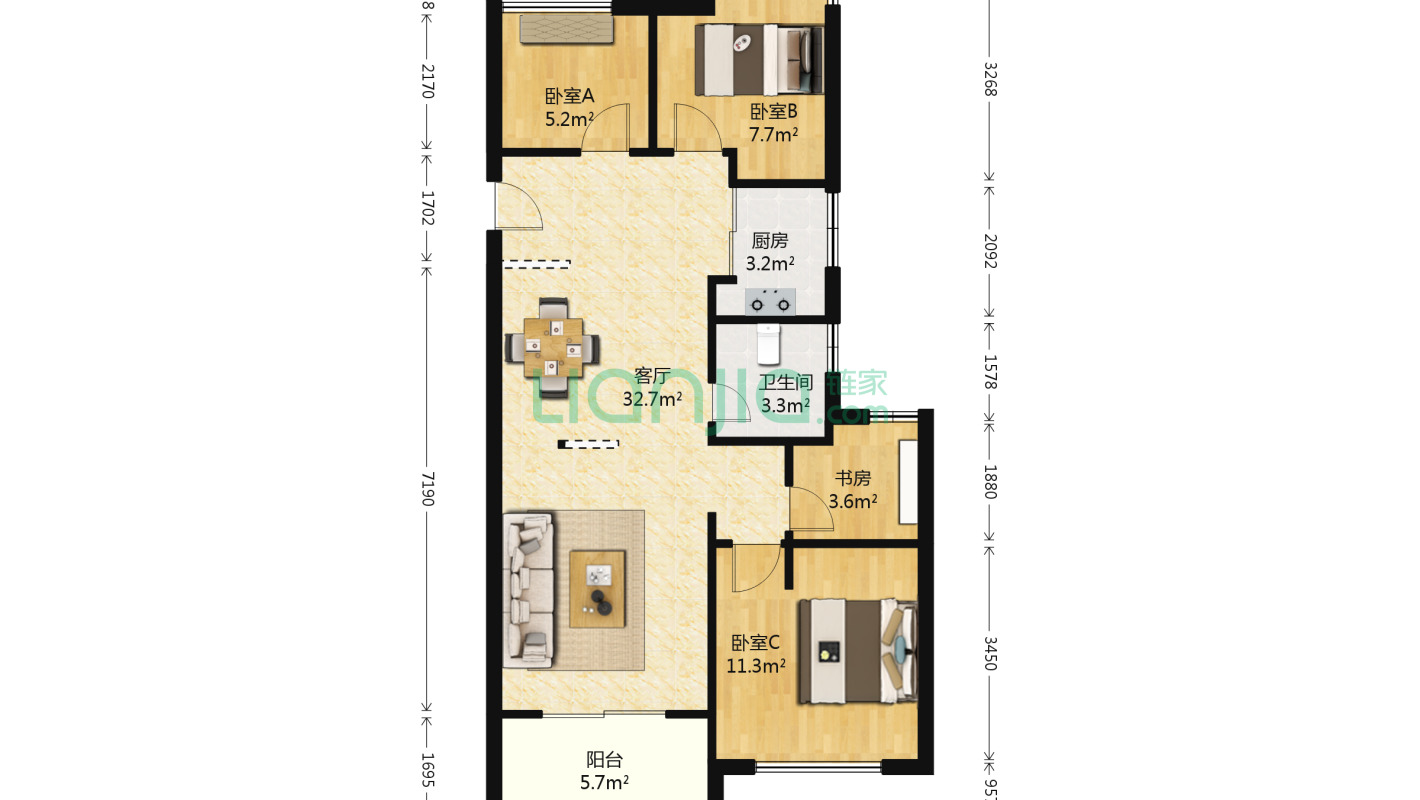 8
2170
1702
7190
1695
3268
2092
1578
1880
3450
957
卧室A
5.2m²
卧室B
7.7m²
厨房
3.2m²
客厅
32.7m²
卫生间
3.3m²
lianjia.com
链家
书房
3.6m²
卧室C
11.3m²
阳台
5.7m²